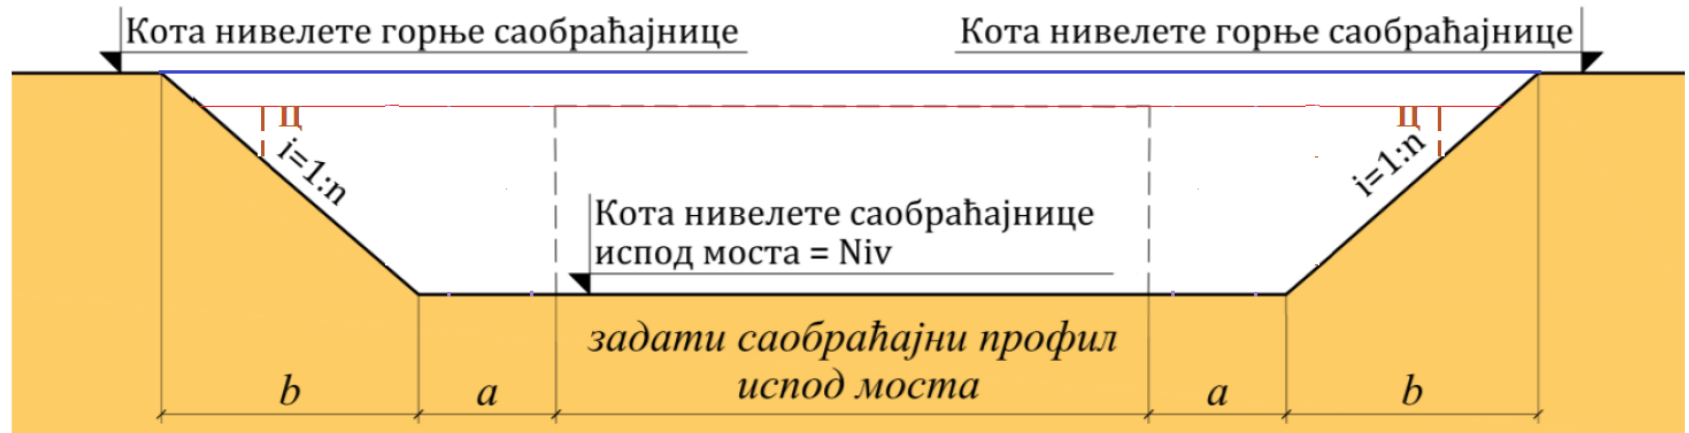 Кота нивелете горње саобраћајнице
Кота нивелете горње саобраћајнице
Ц
Ц
i=1:n
i=1:n
Кота нивелете саобраћајнице
испод моста = Niv
задати саобраћајни профил
испод моста
b
a
a
b